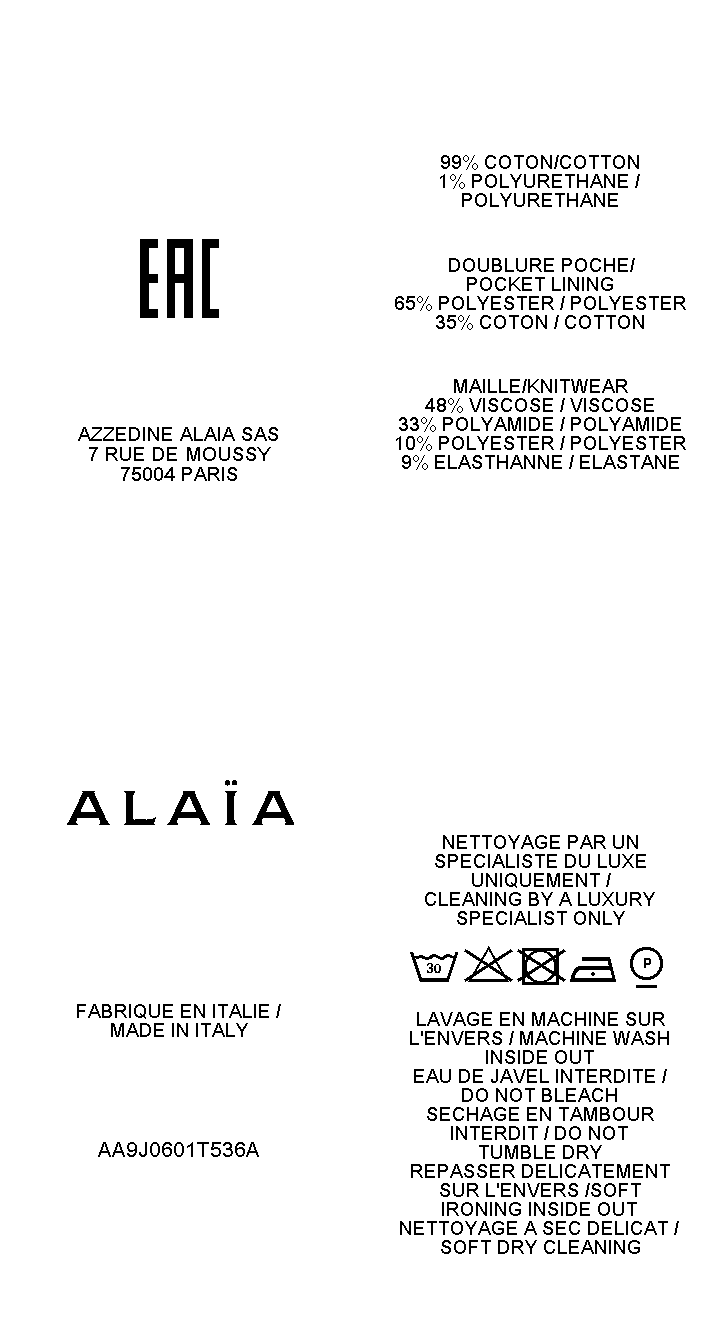 EAC
AZZEDINE ALAIA SAS
7 RUE DE MOUSSY
75004 PARIS
99% COTON/COTTON
1% POLYURETHANE /
POLYURETHANE
DOUBLURE POCHE/
POCKET LINING
65% POLYESTER / POLYESTER
35% COTON / COTTON
MAILLE/KNITWEAR
48% VISCOSE / VISCOSE
33% POLYAMIDE / POLYAMIDE
10% POLYESTER / POLYESTER
9% ELASTHANNE / ELASTANE
ALAÏA
FABRIQUE EN ITALIE /
MADE IN ITALY
AA9J0601T536A
NETTOYAGE PAR UN
SPECIALISTE DU LUXE
UNIQUEMENT /
CLEANING BY A LUXURY
SPECIALIST ONLY
30 P
LAVAGE EN MACHINE SUR
L'ENVERS / MACHINE WASH
INSIDE OUT
EAU DE JAVEL INTERDITE /
DO NOT BLEACH
SECHAGE EN TAMBOUR
INTERDIT / DO NOT
TUMBLE DRY
REPASSER DELICATEMENT
SUR L'ENVERS /SOFT
IRONING INSIDE OUT
NETTOYAGE A SEC DELICAT /
SOFT DRY CLEANING